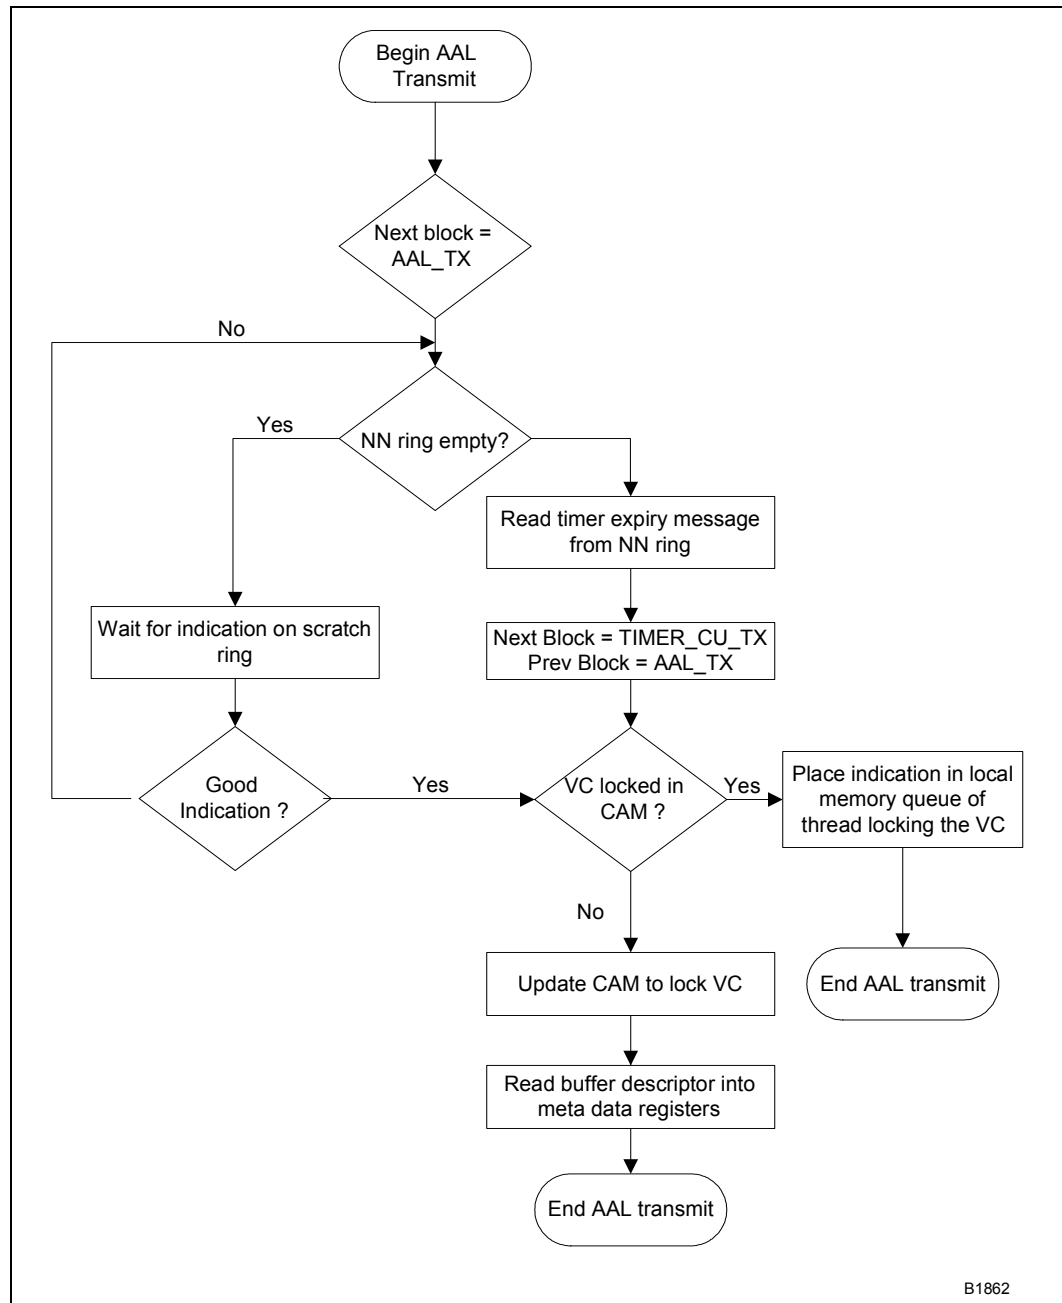 Begin AAL
Transmit
Next block =
AAL_TX
No
Yes
NN ring empty?
Read timer expiry message
from NN ring
Wait for indication on scratch
ring
Next Block = TIMER_CU_TX
Prev Block = AAL_TX
Good
Indication ?
Yes
VC locked in
CAM ?
Yes
Place indication in local
memory queue of
thread locking the VC
No
Update CAM to lock VC
End AAL transmit
Read buffer descriptor into
meta data registers
End AAL transmit
B1862